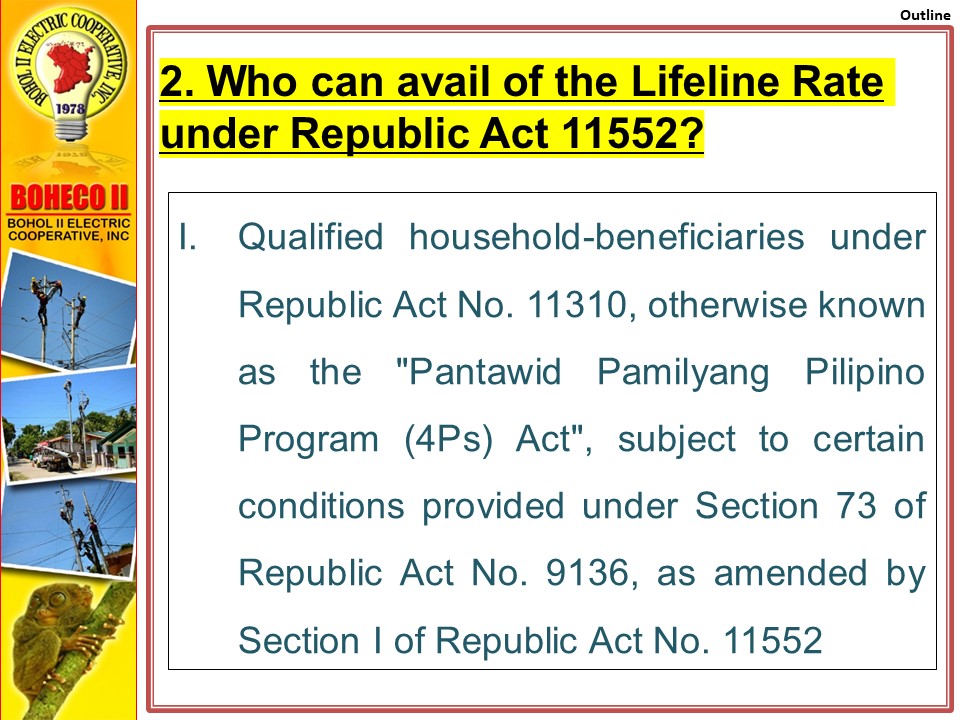 Outline
BOHOL II ELECTRIC COOPERATIVE, INC.
1978
BOHECO II
BOHOL II ELECTRIC
COOPERATIVE, INC
2. Who can avail of the Lifeline Rate
under Republic Act 11552?
I. Qualified household-beneficiaries under
Republic Act No. 11310, otherwise known
as the "Pantawid Pamilyang Pilipino
Program (4Ps) Act", subject to certain
conditions provided under Section 73 of
Republic Act No. 9136, as amended by
Section I of Republic Act No. 11552